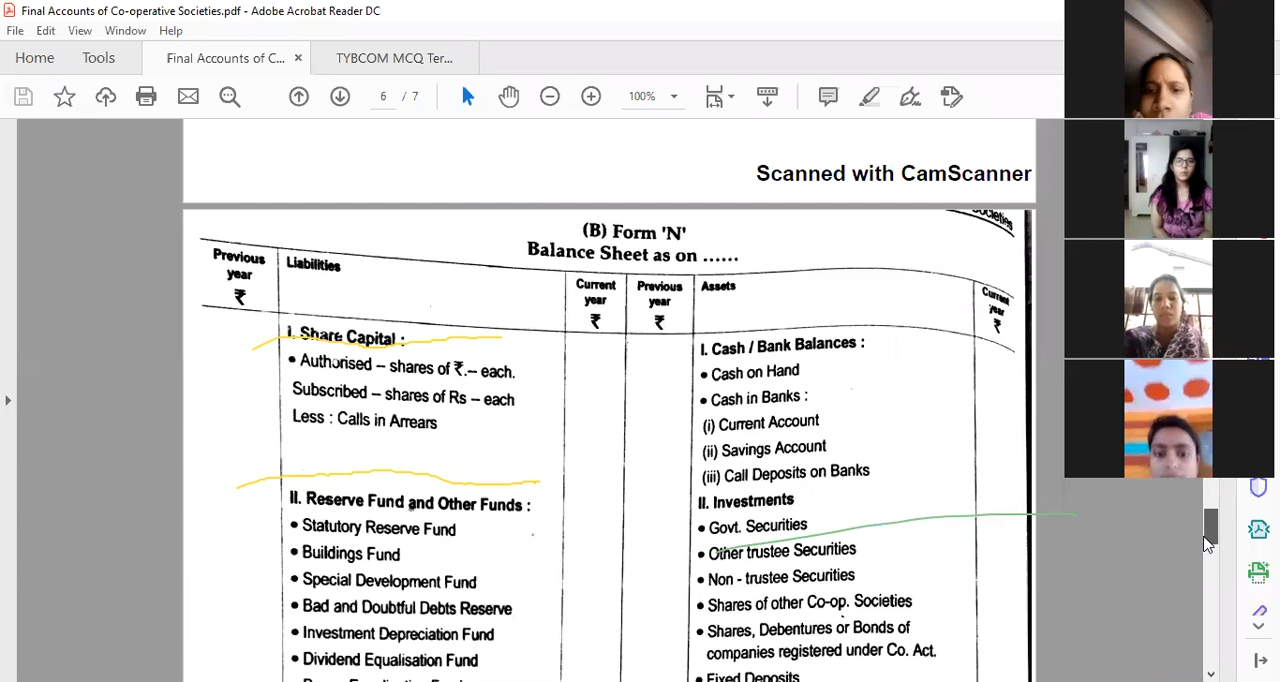 Final Accounts of Co-operative Societies.pdf - Adobe Acrobat Reader DC
File Edit View Window Help
Home Tools Final Accounts of C... × TYBCOM MCQ Ter...
6 / 7 100%
Scanned with CamScanner
Societies
(B) Form 'N'
Balance Sheet as on ......
Previous year ₹ Liabilities Current year ₹ Previous year ₹ Assets Current year ₹
I. Share Capital :
• Authorised – shares of ₹.– each.
Subscribed – shares of Rs – each
Less : Calls in Arrears
II. Reserve Fund and Other Funds :
• Statutory Reserve Fund
• Buildings Fund
• Special Development Fund
• Bad and Doubtful Debts Reserve
• Investment Depreciation Fund
• Dividend Equalisation Fund
I. Cash / Bank Balances :
• Cash on Hand
• Cash in Banks :
(i) Current Account
(ii) Savings Account
(iii) Call Deposits on Banks
II. Investments
• Govt. Securities
• Other trustee Securities
• Non - trustee Securities
• Shares of other Co-op. Societies
• Shares, Debentures or Bonds of
companies registered under Co. Act.
• Fixed Deposits